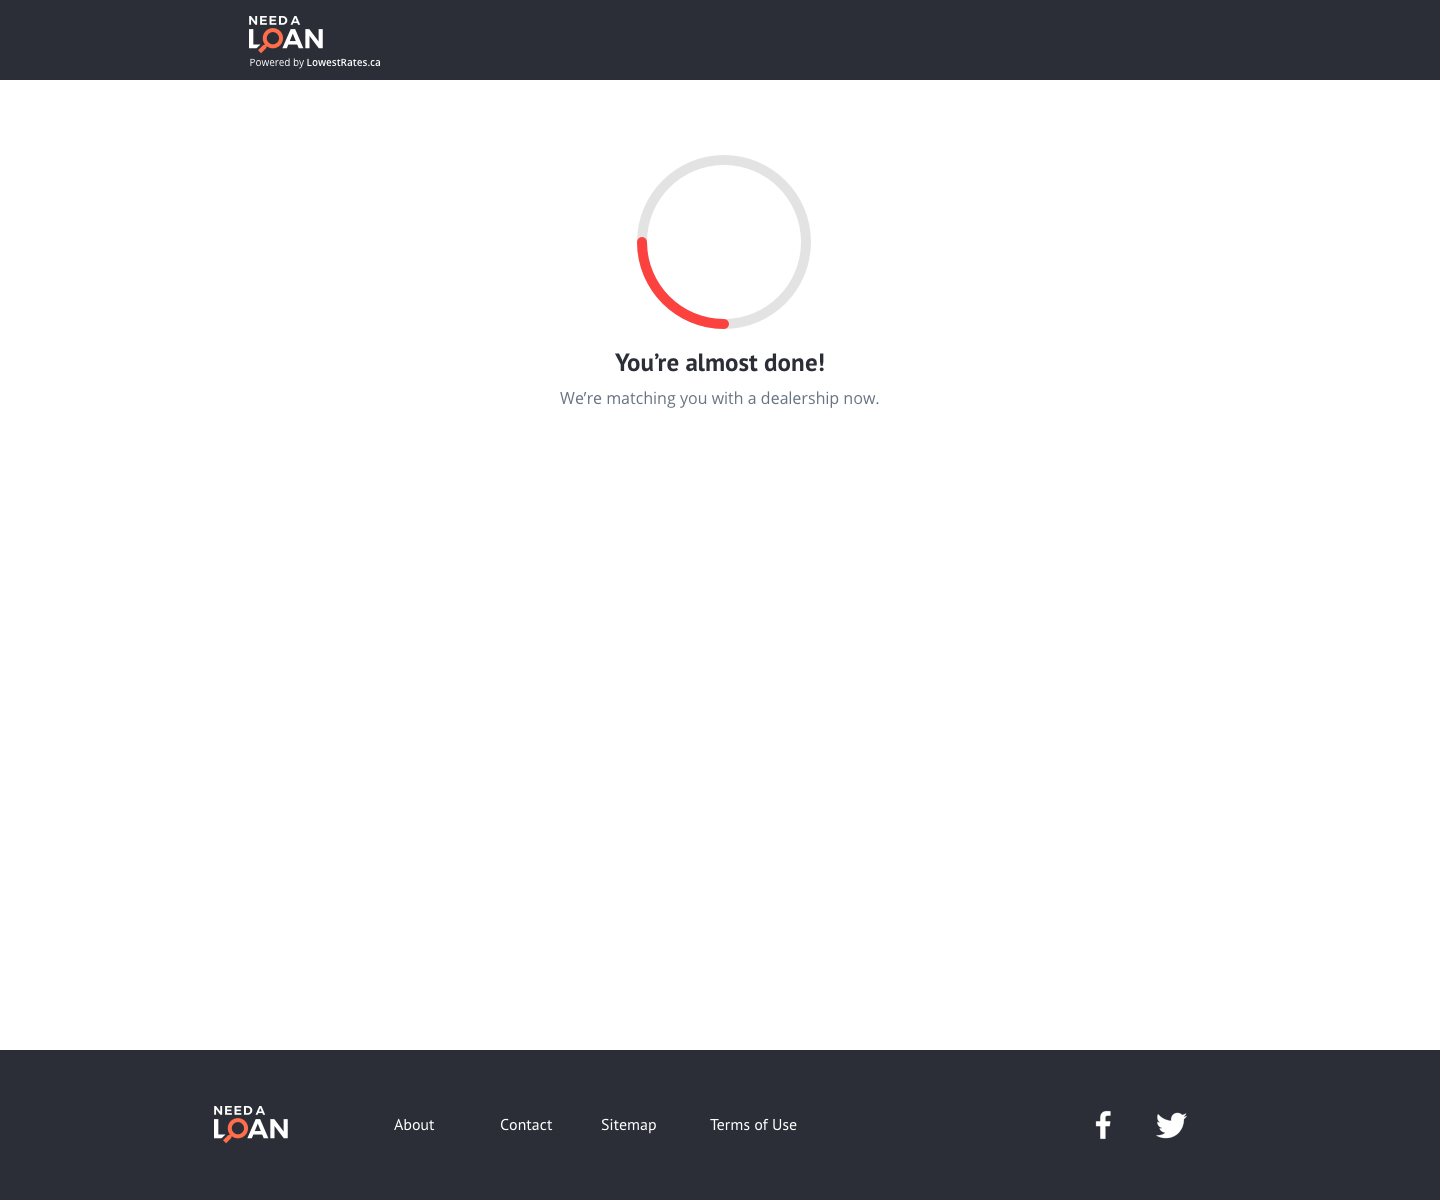 NEED A
LOAN
Powered by LowestRates.ca
You’re almost done!
We’re matching you with a dealership now.
NEED A
LOAN
About
Contact
Sitemap
Terms of Use